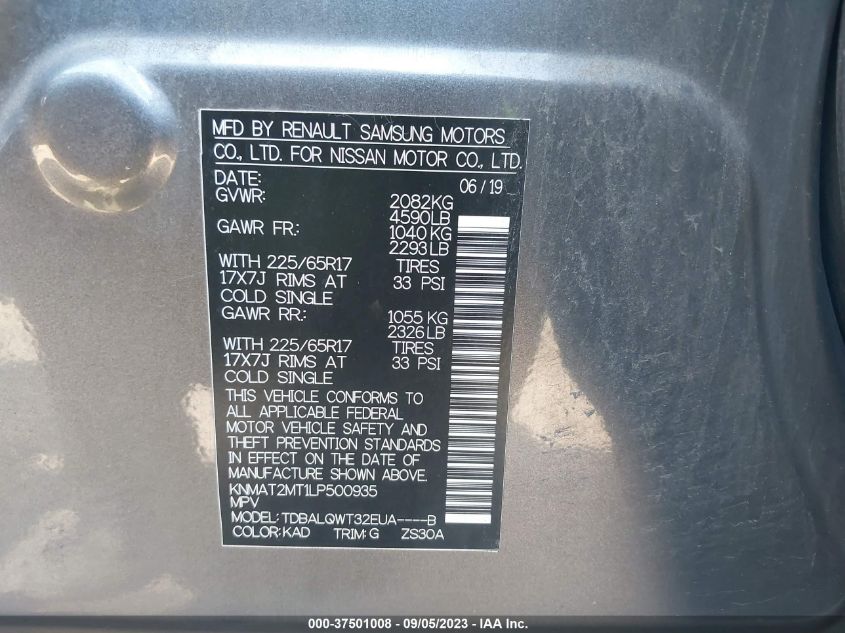 MFD BY RENAULT SAMSUNG MOTORS
CO., LTD. FOR NISSAN MOTOR CO., LTD.
DATE: 06/19
GVWR: 2082KG
4590LB
GAWR FR.: 1040 KG
2293 LB
WITH 225/65R17 TIRES
17X7J RIMS AT 33 PSI
COLD SINGLE
GAWR RR.: 1055 KG
2326 LB
WITH 225/65R17 TIRES
17X7J RIMS AT 33 PSI
COLD SINGLE
THIS VEHICLE CONFORMS TO
ALL APPLICABLE FEDERAL
MOTOR VEHICLE SAFETY AND
THEFT PREVENTION STANDARDS
IN EFFECT ON THE DATE OF
MANUFACTURE SHOWN ABOVE.
KNMAT2MT1LP500935
MPV
MODEL: TDBALQWT32EUA----B
COLOR: KAD TRIM: G ZS30A
000-37501008 - 09/05/2023 - IAA Inc.